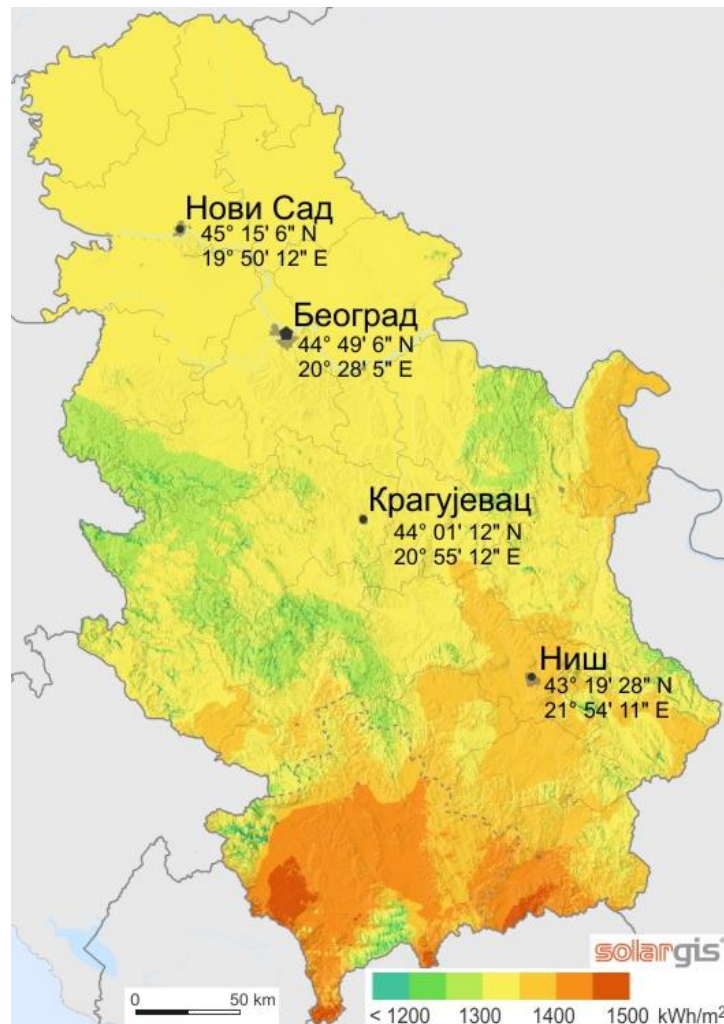 Нови Сад
45° 15' 6" N
19° 50' 12" E
Београд
44° 49' 6" N
20° 28' 5" E
Крагујевац
44° 01' 12" N
20° 55' 12" E
Ниш
43° 19' 28" N
21° 54' 11" E
solargis
0 50 km
< 1200 1300 1400 1500 kWh/m²